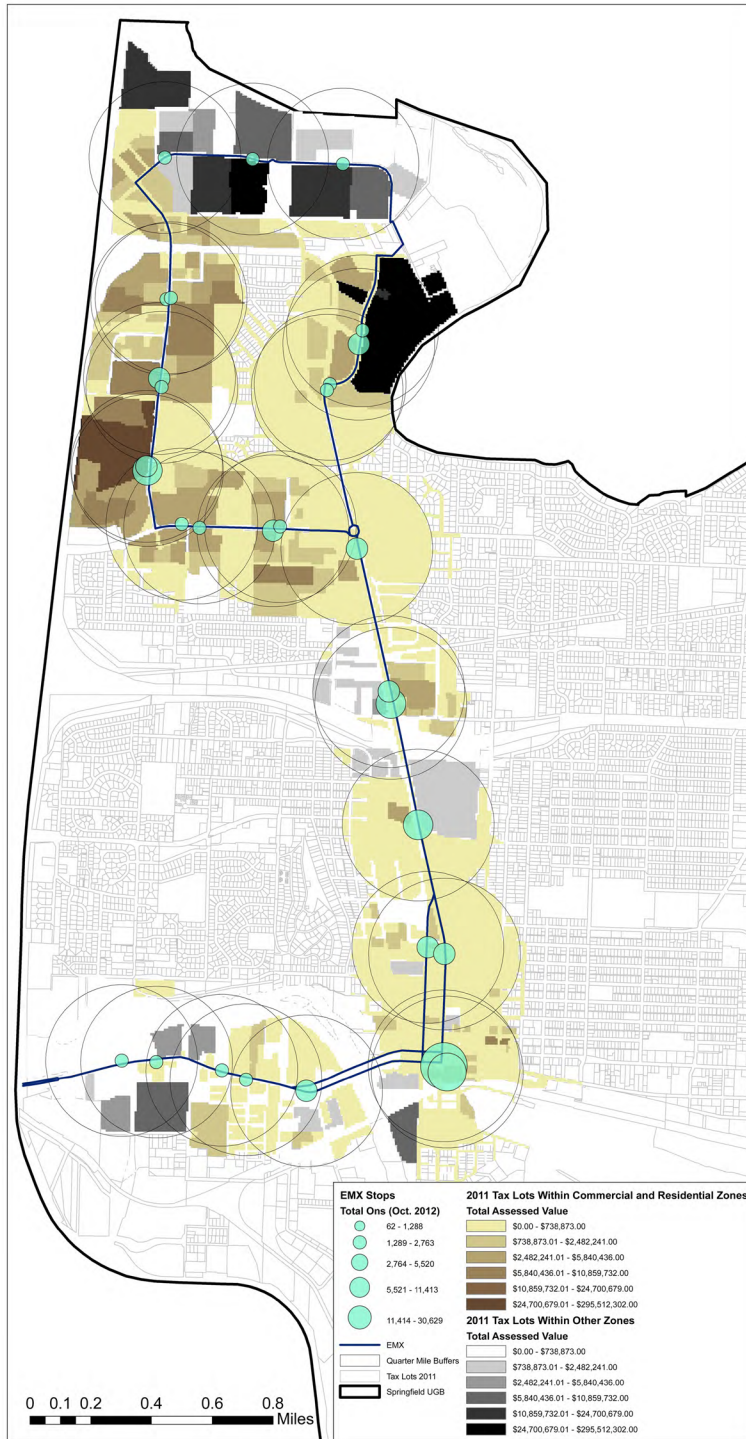 EMX Stops
Total Ons (Oct. 2012)
62 - 1,288
1,289 - 2,763
2,764 - 5,520
5,521 - 11,413
11,414 - 30,629
EMX
Quarter Mile Buffers
Tax Lots 2011
Springfield UGB
2011 Tax Lots Within Commercial and Residential Zones
Total Assessed Value
$0.00 - $738,873.00
$738,873.01 - $2,482,241.00
$2,482,241.01 - $5,840,436.00
$5,840,436.01 - $10,859,732.00
$10,859,732.01 - $24,700,679.00
$24,700,679.01 - $295,512,302.00
2011 Tax Lots Within Other Zones
Total Assessed Value
$0.00 - $738,873.00
$738,873.01 - $2,482,241.00
$2,482,241.01 - $5,840,436.00
$5,840,436.01 - $10,859,732.00
$10,859,732.01 - $24,700,679.00
$24,700,679.01 - $295,512,302.00
0 0.1 0.2 0.4 0.6 0.8
Miles